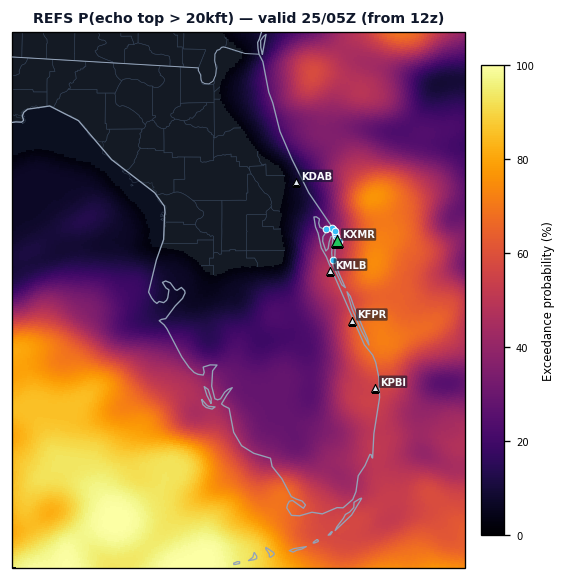 REFS P(echo top > 20kft) — valid 25/05Z (from 12z)
KDAB
KXMR
KMLB
KFPR
KPBI
100
80
60
40
20
0
Exceedance probability (%)